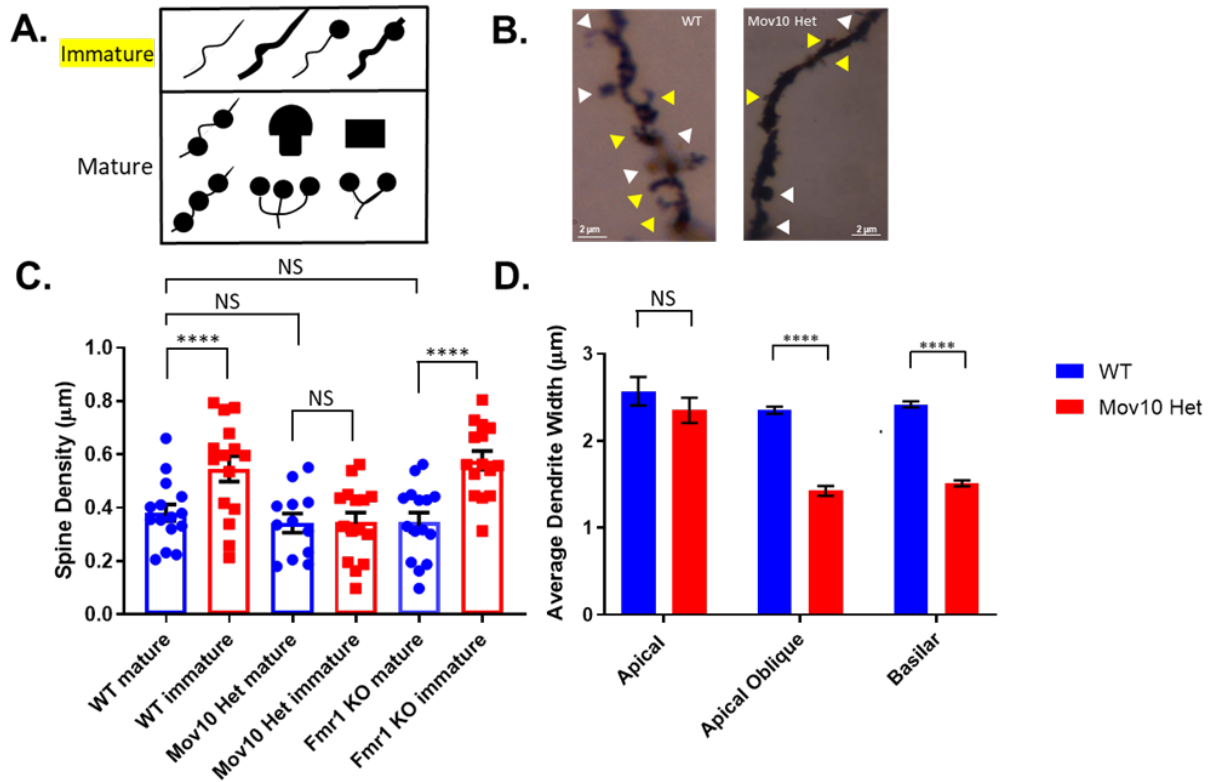 A.
Immature
Mature
B.
WT
2 μm
Mov10 Het
2 μm
C.
NS
NS
****
NS
****
Spine Density (μm)
1.0
0.8
0.6
0.4
0.2
0.0
WT mature
WT immature
Mov10 Het mature
Mov10 Het immature
Fmr1 KO mature
Fmr1 KO immature
D.
NS
****
****
Average Dendrite Width (μm)
3
2
1
0
Apical
Apical Oblique
Basilar
WT
Mov10 Het